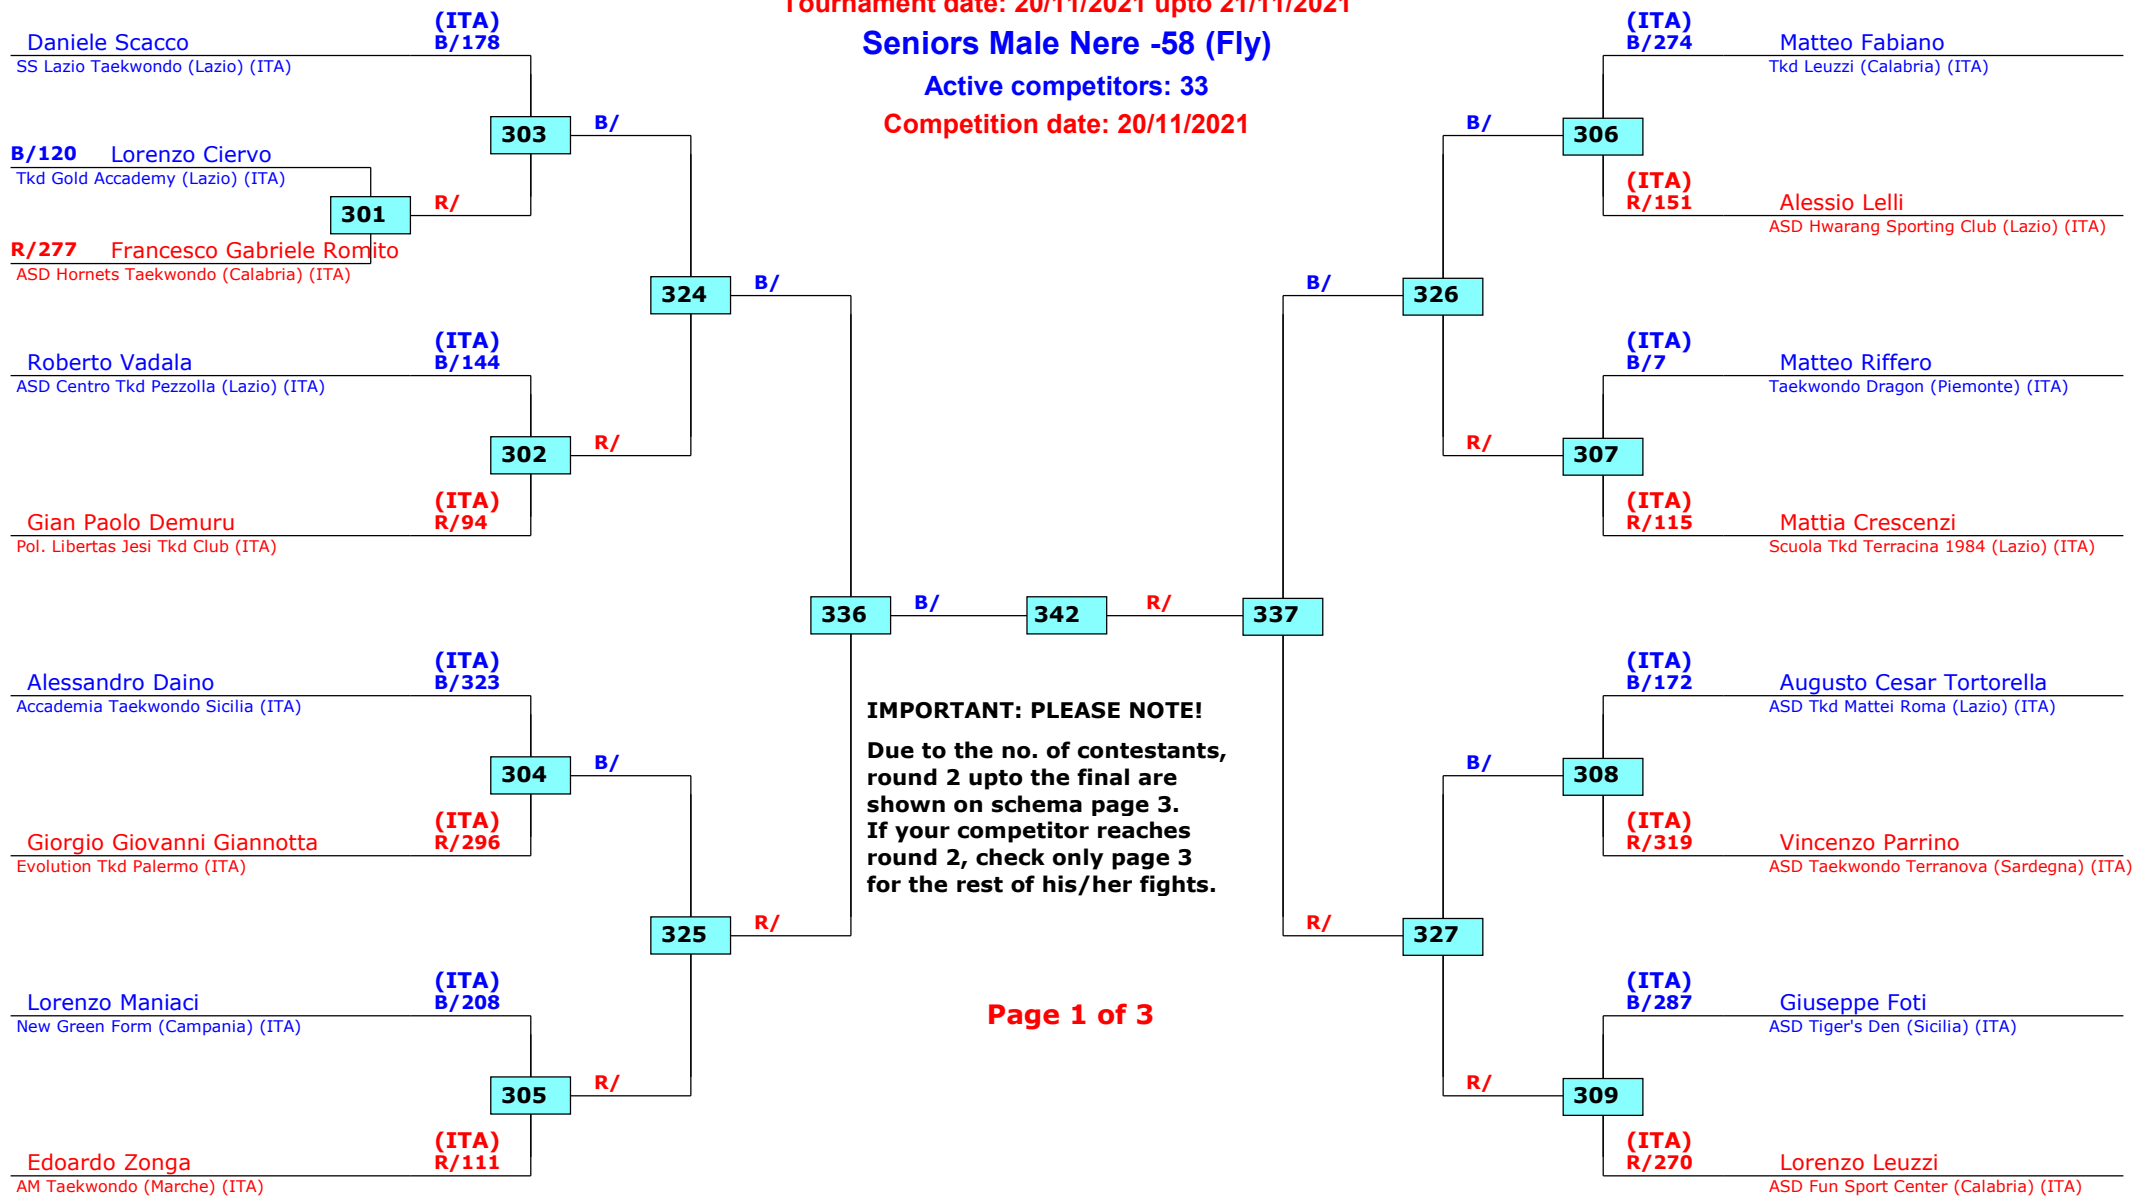 Tournament date: 20/11/2021 upto 21/11/2021
Seniors Male Nere -58 (Fly)
Active competitors: 33
Competition date: 20/11/2021
Daniele Scacco
(ITA)
B/178
SS Lazio Taekwondo (Lazio) (ITA)
303
B/
B/120 Lorenzo Ciervo
Tkd Gold Accademy (Lazio) (ITA)
301
R/
R/277 Francesco Gabriele Romito
ASD Hornets Taekwondo (Calabria) (ITA)
324
B/
Roberto Vadala
(ITA)
B/144
ASD Centro Tkd Pezzolla (Lazio) (ITA)
302
R/
Gian Paolo Demuru
(ITA)
R/94
Pol. Libertas Jesi Tkd Club (ITA)
336
B/
342
R/
337
Alessandro Daino
(ITA)
B/323
Accademia Taekwondo Sicilia (ITA)
304
B/
Giorgio Giovanni Giannotta
(ITA)
R/296
Evolution Tkd Palermo (ITA)
325
R/
Lorenzo Maniaci
(ITA)
B/208
New Green Form (Campania) (ITA)
305
R/
Edoardo Zonga
(ITA)
R/111
AM Taekwondo (Marche) (ITA)
IMPORTANT: PLEASE NOTE!
Due to the no. of contestants,
round 2 upto the final are
shown on schema page 3.
If your competitor reaches
round 2, check only page 3
for the rest of his/her fights.
Page 1 of 3
(ITA)
B/274
Matteo Fabiano
Tkd Leuzzi (Calabria) (ITA)
B/
306
(ITA)
R/151
Alessio Lelli
ASD Hwarang Sporting Club (Lazio) (ITA)
B/
326
(ITA)
B/7
Matteo Riffero
Taekwondo Dragon (Piemonte) (ITA)
R/
307
(ITA)
R/115
Mattia Crescenzi
Scuola Tkd Terracina 1984 (Lazio) (ITA)
(ITA)
B/172
Augusto Cesar Tortorella
ASD Tkd Mattei Roma (Lazio) (ITA)
B/
308
(ITA)
R/319
Vincenzo Parrino
ASD Taekwondo Terranova (Sardegna) (ITA)
R/
327
(ITA)
B/287
Giuseppe Foti
ASD Tiger's Den (Sicilia) (ITA)
R/
309
(ITA)
R/270
Lorenzo Leuzzi
ASD Fun Sport Center (Calabria) (ITA)